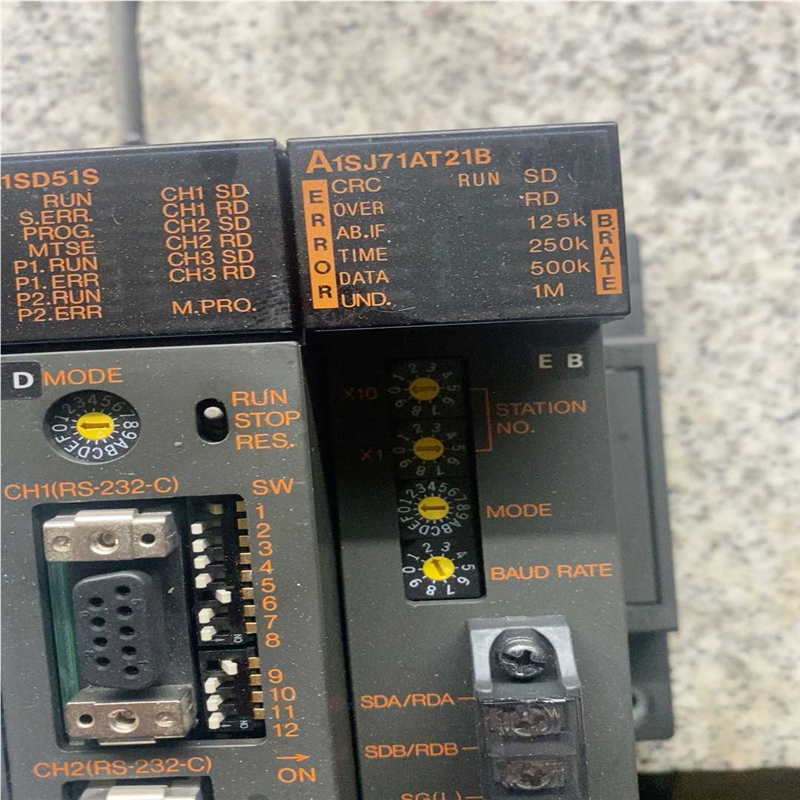 1SD51S
RUN CH1 SD
S.ERR. CH1 RD
PROG. CH2 SD
MTSE CH2 RD
P1.RUN CH3 SD
P1.ERR CH3 RD
P2.RUN
P2.ERR M.PRO.
A1SJ71AT21B
ERROR
CRC RUN SD
OVER RD
AB.IF 125k
TIME 250k
DATA 500k
UND. 1M
B.RATE
D MODE
RUN
STOP
RES.
CH1(RS-232-C) SW
1
2
3
4
5
6
7
8
9
10
11
12
CH2(RS-232-C)
→
ON
E B
X10
X1
STATION
NO.
MODE
BAUD RATE
SDA/RDA
SDB/RDB
SG(L)